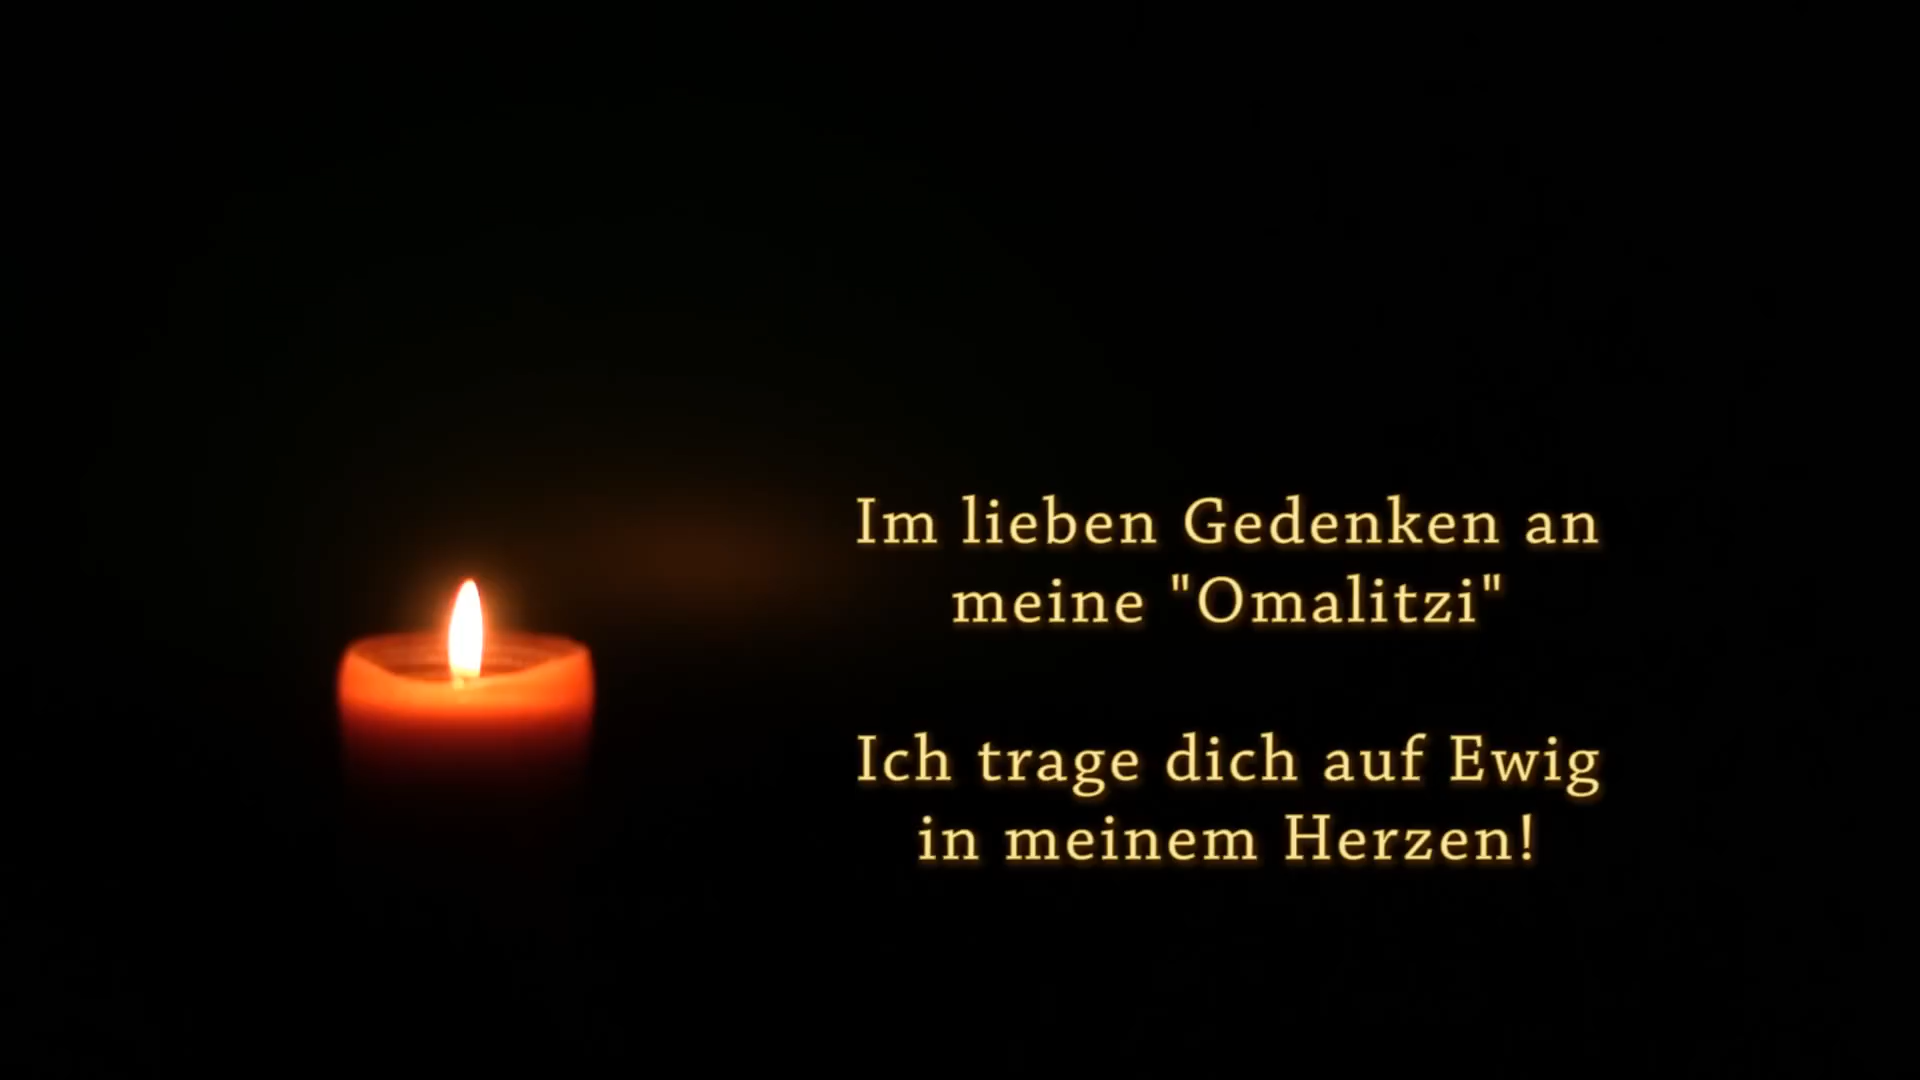 Im lieben Gedenken an
meine "Omalitzi"
Ich trage dich auf Ewig
in meinem Herzen!